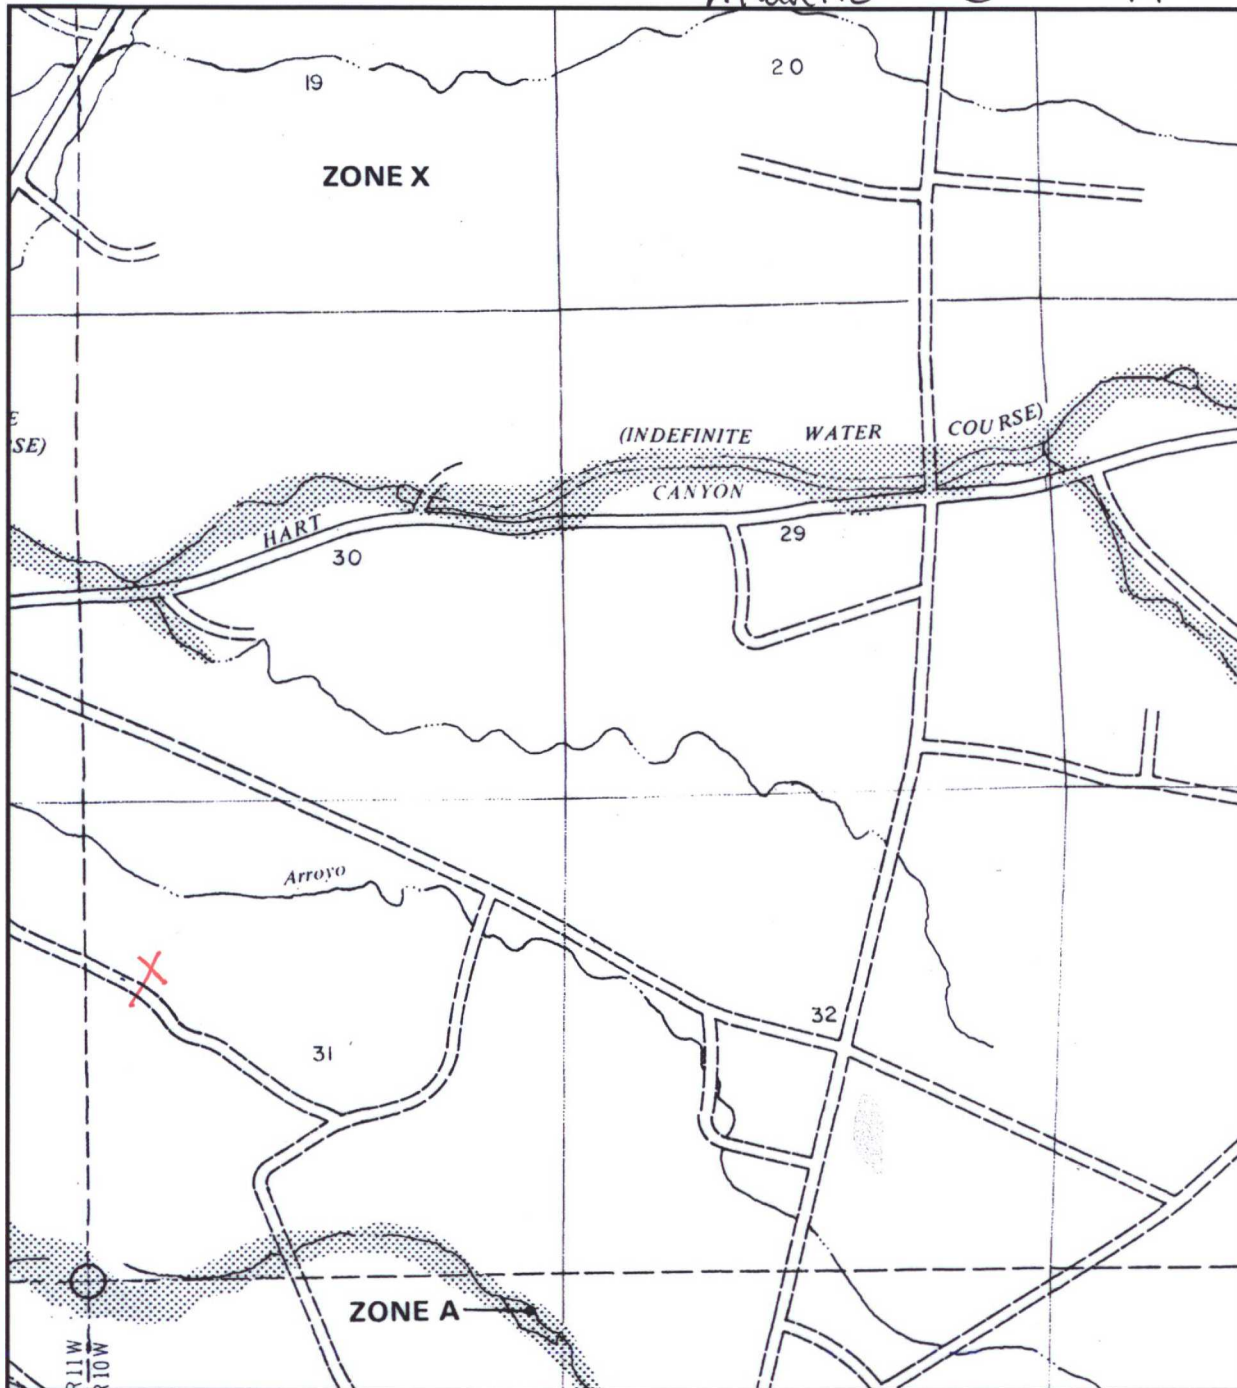 19
20
ZONE X
E
SE)
(INDEFINITE WATER COURSE)
HART CANYON
30
29
Arroyo
31
32
ZONE A
R11W
R10W